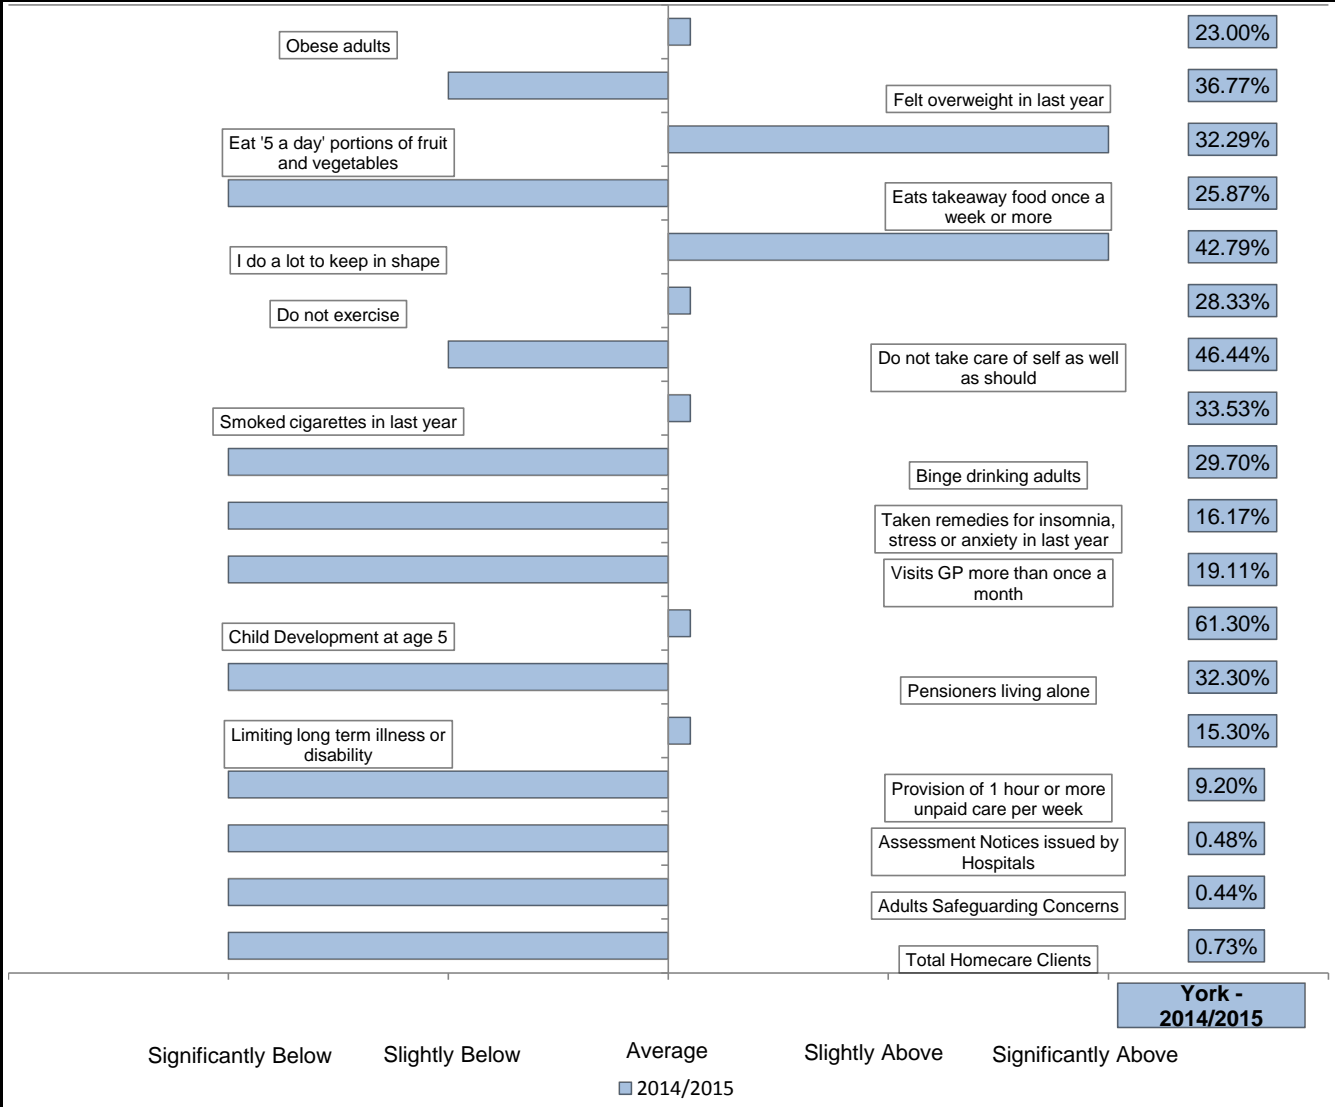 Obese adults
23.00%
Felt overweight in last year
36.77%
Eat '5 a day' portions of fruit
and vegetables
32.29%
Eats takeaway food once a
week or more
25.87%
I do a lot to keep in shape
42.79%
Do not exercise
28.33%
Do not take care of self as well
as should
46.44%
Smoked cigarettes in last year
33.53%
Binge drinking adults
29.70%
Taken remedies for insomnia,
stress or anxiety in last year
16.17%
Visits GP more than once a
month
19.11%
Child Development at age 5
61.30%
Pensioners living alone
32.30%
Limiting long term illness or
disability
15.30%
Provision of 1 hour or more
unpaid care per week
9.20%
Assessment Notices issued by
Hospitals
0.48%
Adults Safeguarding Concerns
0.44%
Total Homecare Clients
0.73%
York -
2014/2015
Significantly Below
Slightly Below
Average
Slightly Above
Significantly Above
2014/2015